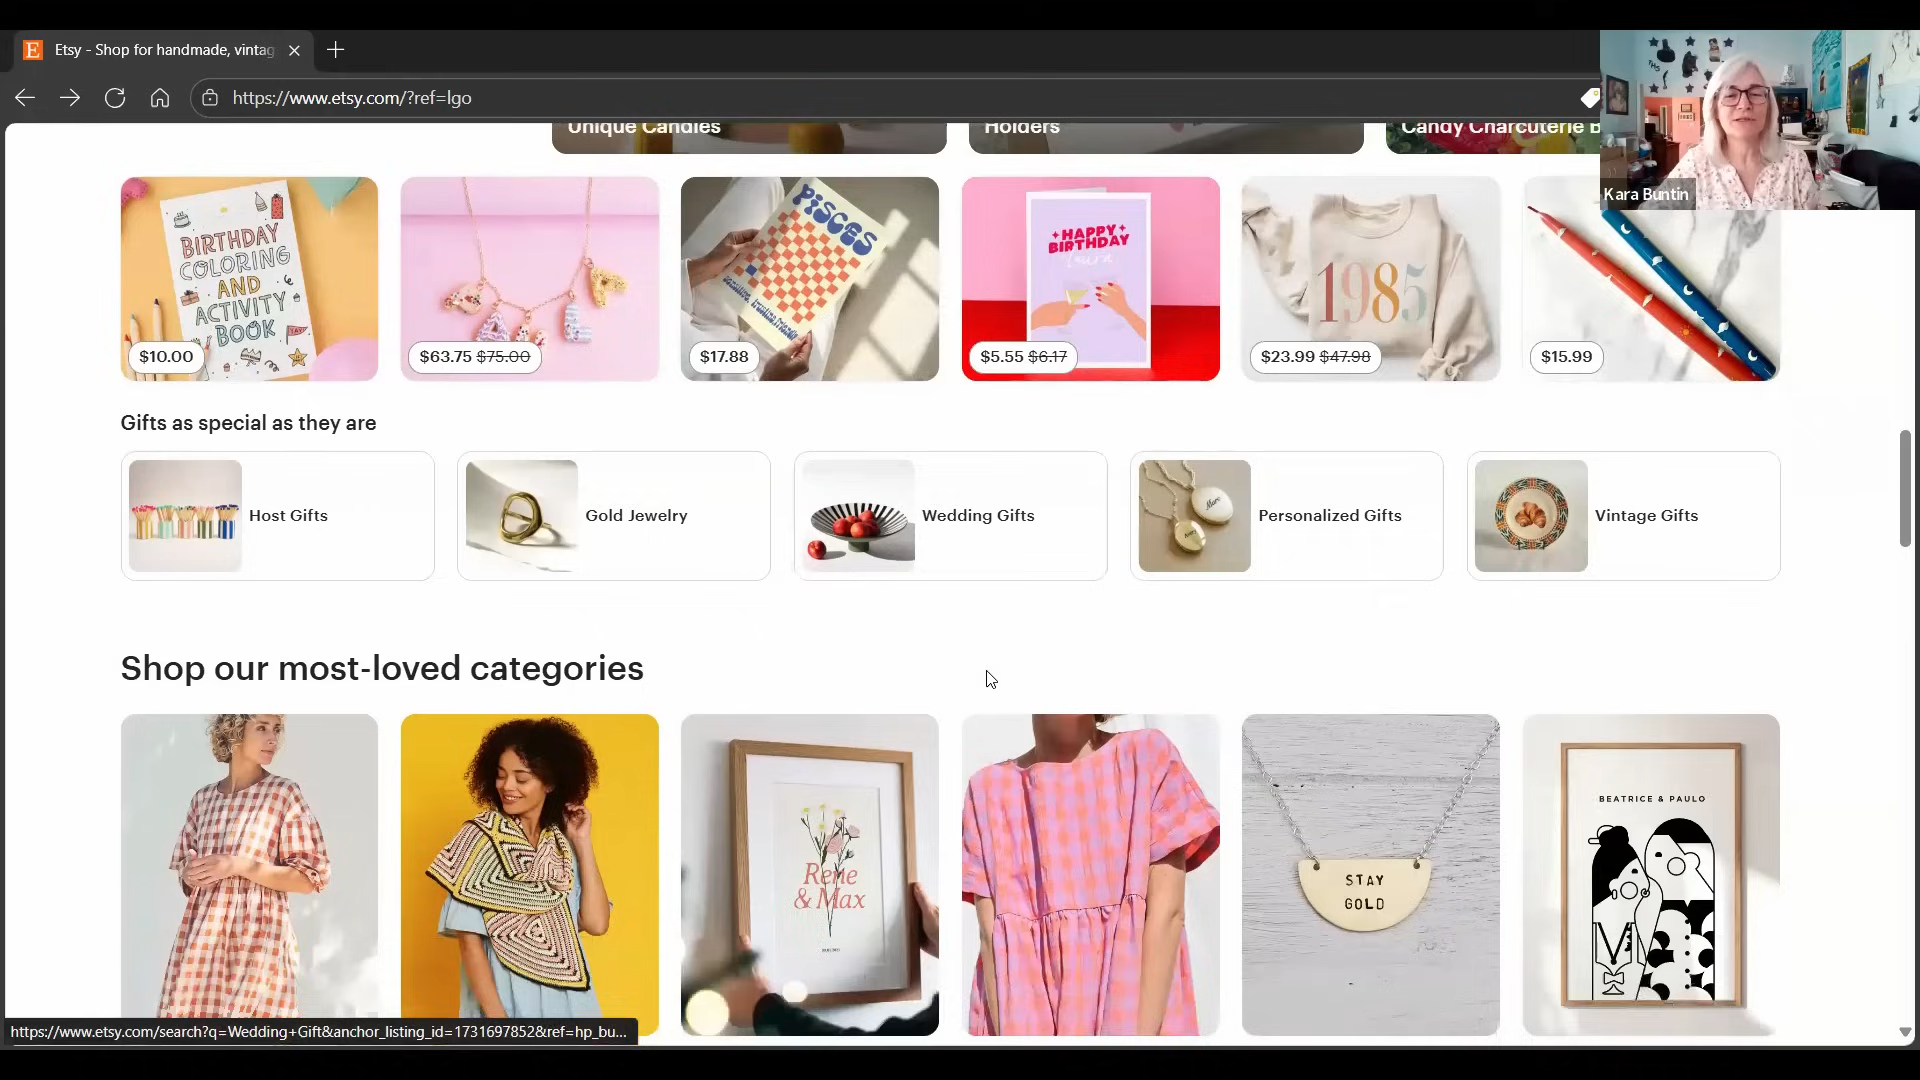 Etsy - Shop for handmade, vintag
https://www.etsy.com/?ref=lgo
Kara Buntin
Unique Candles
Holders
Candy Charcuterie B
BIRTHDAY
COLORING
AND
ACTIVITY
BOOK
$10.00
$63.75 $75.00
PISCES
$17.88
HAPPY
BIRTHDAY
Laura
$5.55 $6.17
1985
$23.99 $47.98
$15.99
Gifts as special as they are
Host Gifts
Gold Jewelry
Wedding Gifts
Personalized Gifts
Vintage Gifts
Shop our most-loved categories
Rene
& Max
STAY
GOLD
BEATRICE & PAULO
https://www.etsy.com/search?q=Wedding+Gift&anchor_listing_id=1731697852&ref=hp_bu...